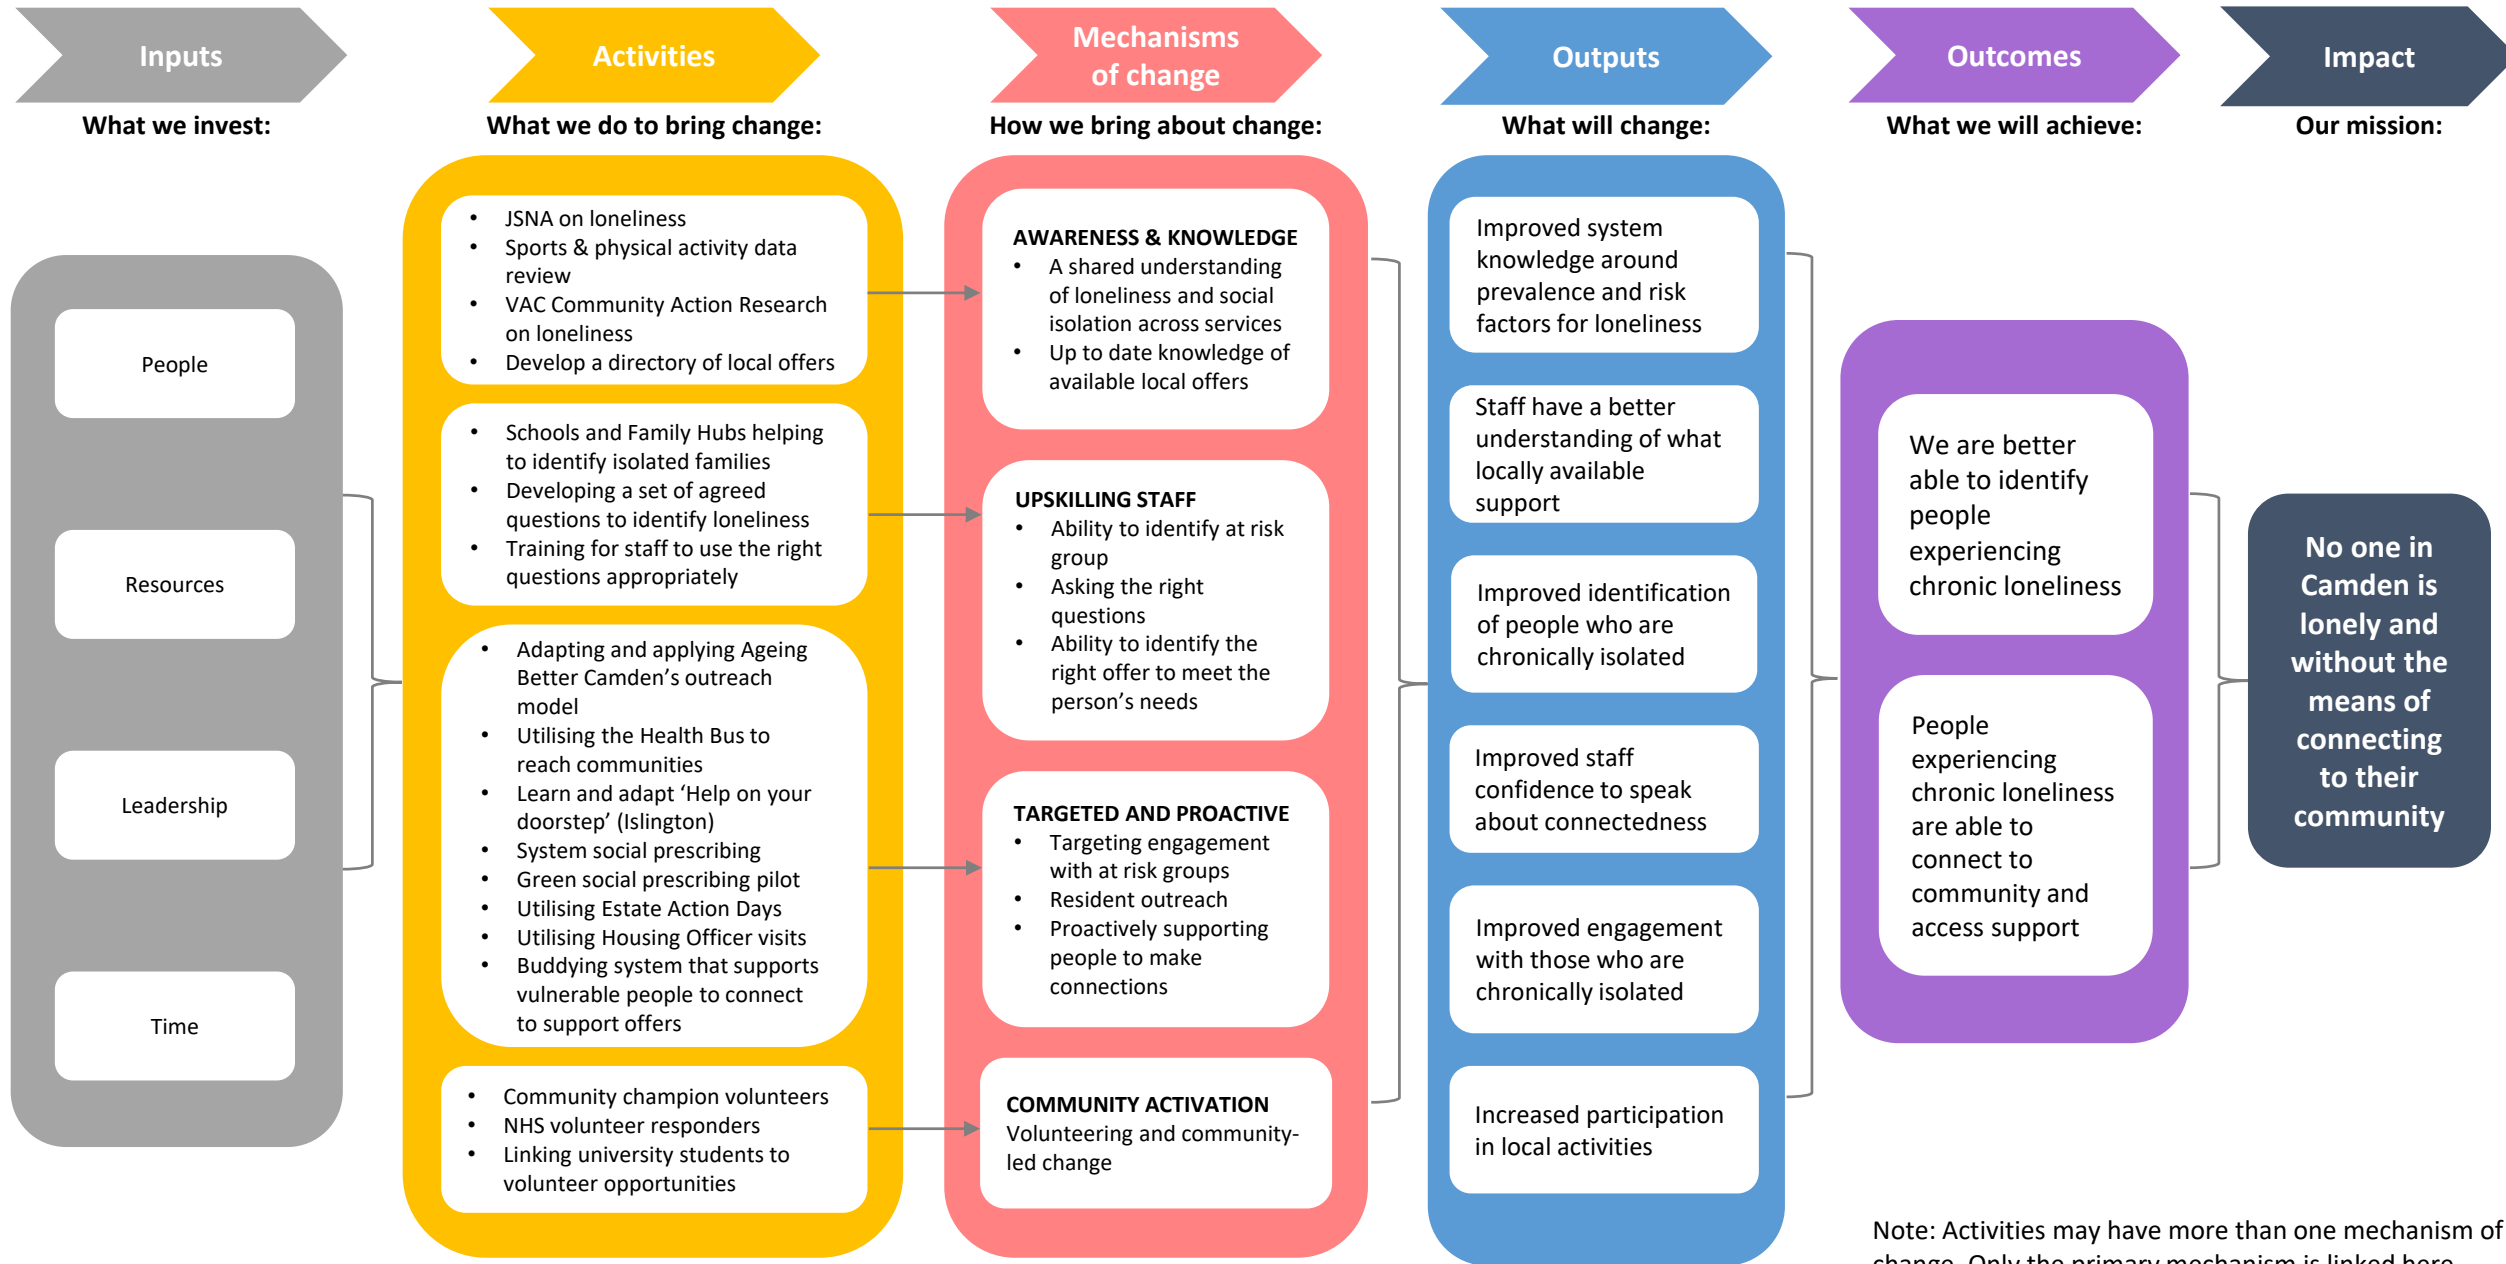 Inputs
Activities
Mechanisms
of change
Outputs
Outcomes
Impact
What we invest:
What we do to bring change:
How we bring about change:
What will change:
What we will achieve:
Our mission:
People
Resources
Leadership
Time
• JSNA on loneliness
• Sports & physical activity data
review
• VAC Community Action Research
on loneliness
• Develop a directory of local offers
• Schools and Family Hubs helping
to identify isolated families
• Developing a set of agreed
questions to identify loneliness
• Training for staff to use the right
questions appropriately
• Adapting and applying Ageing
Better Camden’s outreach
model
• Utilising the Health Bus to
reach communities
• Learn and adapt ‘Help on your
doorstep’ (Islington)
• System social prescribing
• Green social prescribing pilot
• Utilising Estate Action Days
• Utilising Housing Officer visits
• Buddying system that supports
vulnerable people to connect
to support offers
• Community champion volunteers
• NHS volunteer responders
• Linking university students to
volunteer opportunities
AWARENESS & KNOWLEDGE
• A shared understanding
of loneliness and social
isolation across services
• Up to date knowledge of
available local offers
UPSKILLING STAFF
• Ability to identify at risk
group
• Asking the right
questions
• Ability to identify the
right offer to meet the
person’s needs
TARGETED AND PROACTIVE
• Targeting engagement
with at risk groups
• Resident outreach
• Proactively supporting
people to make
connections
COMMUNITY ACTIVATION
Volunteering and community-
led change
Improved system
knowledge around
prevalence and risk
factors for loneliness
Staff have a better
understanding of what
locally available
support
Improved identification
of people who are
chronically isolated
Improved staff
confidence to speak
about connectedness
Improved engagement
with those who are
chronically isolated
Increased participation
in local activities
We are better
able to identify
people
experiencing
chronic loneliness
People
experiencing
chronic loneliness
are able to
connect to
community and
access support
No one in
Camden is
lonely and
without the
means of
connecting
to their
community
Note: Activities may have more than one mechanism of
change. Only the primary mechanism is linked here